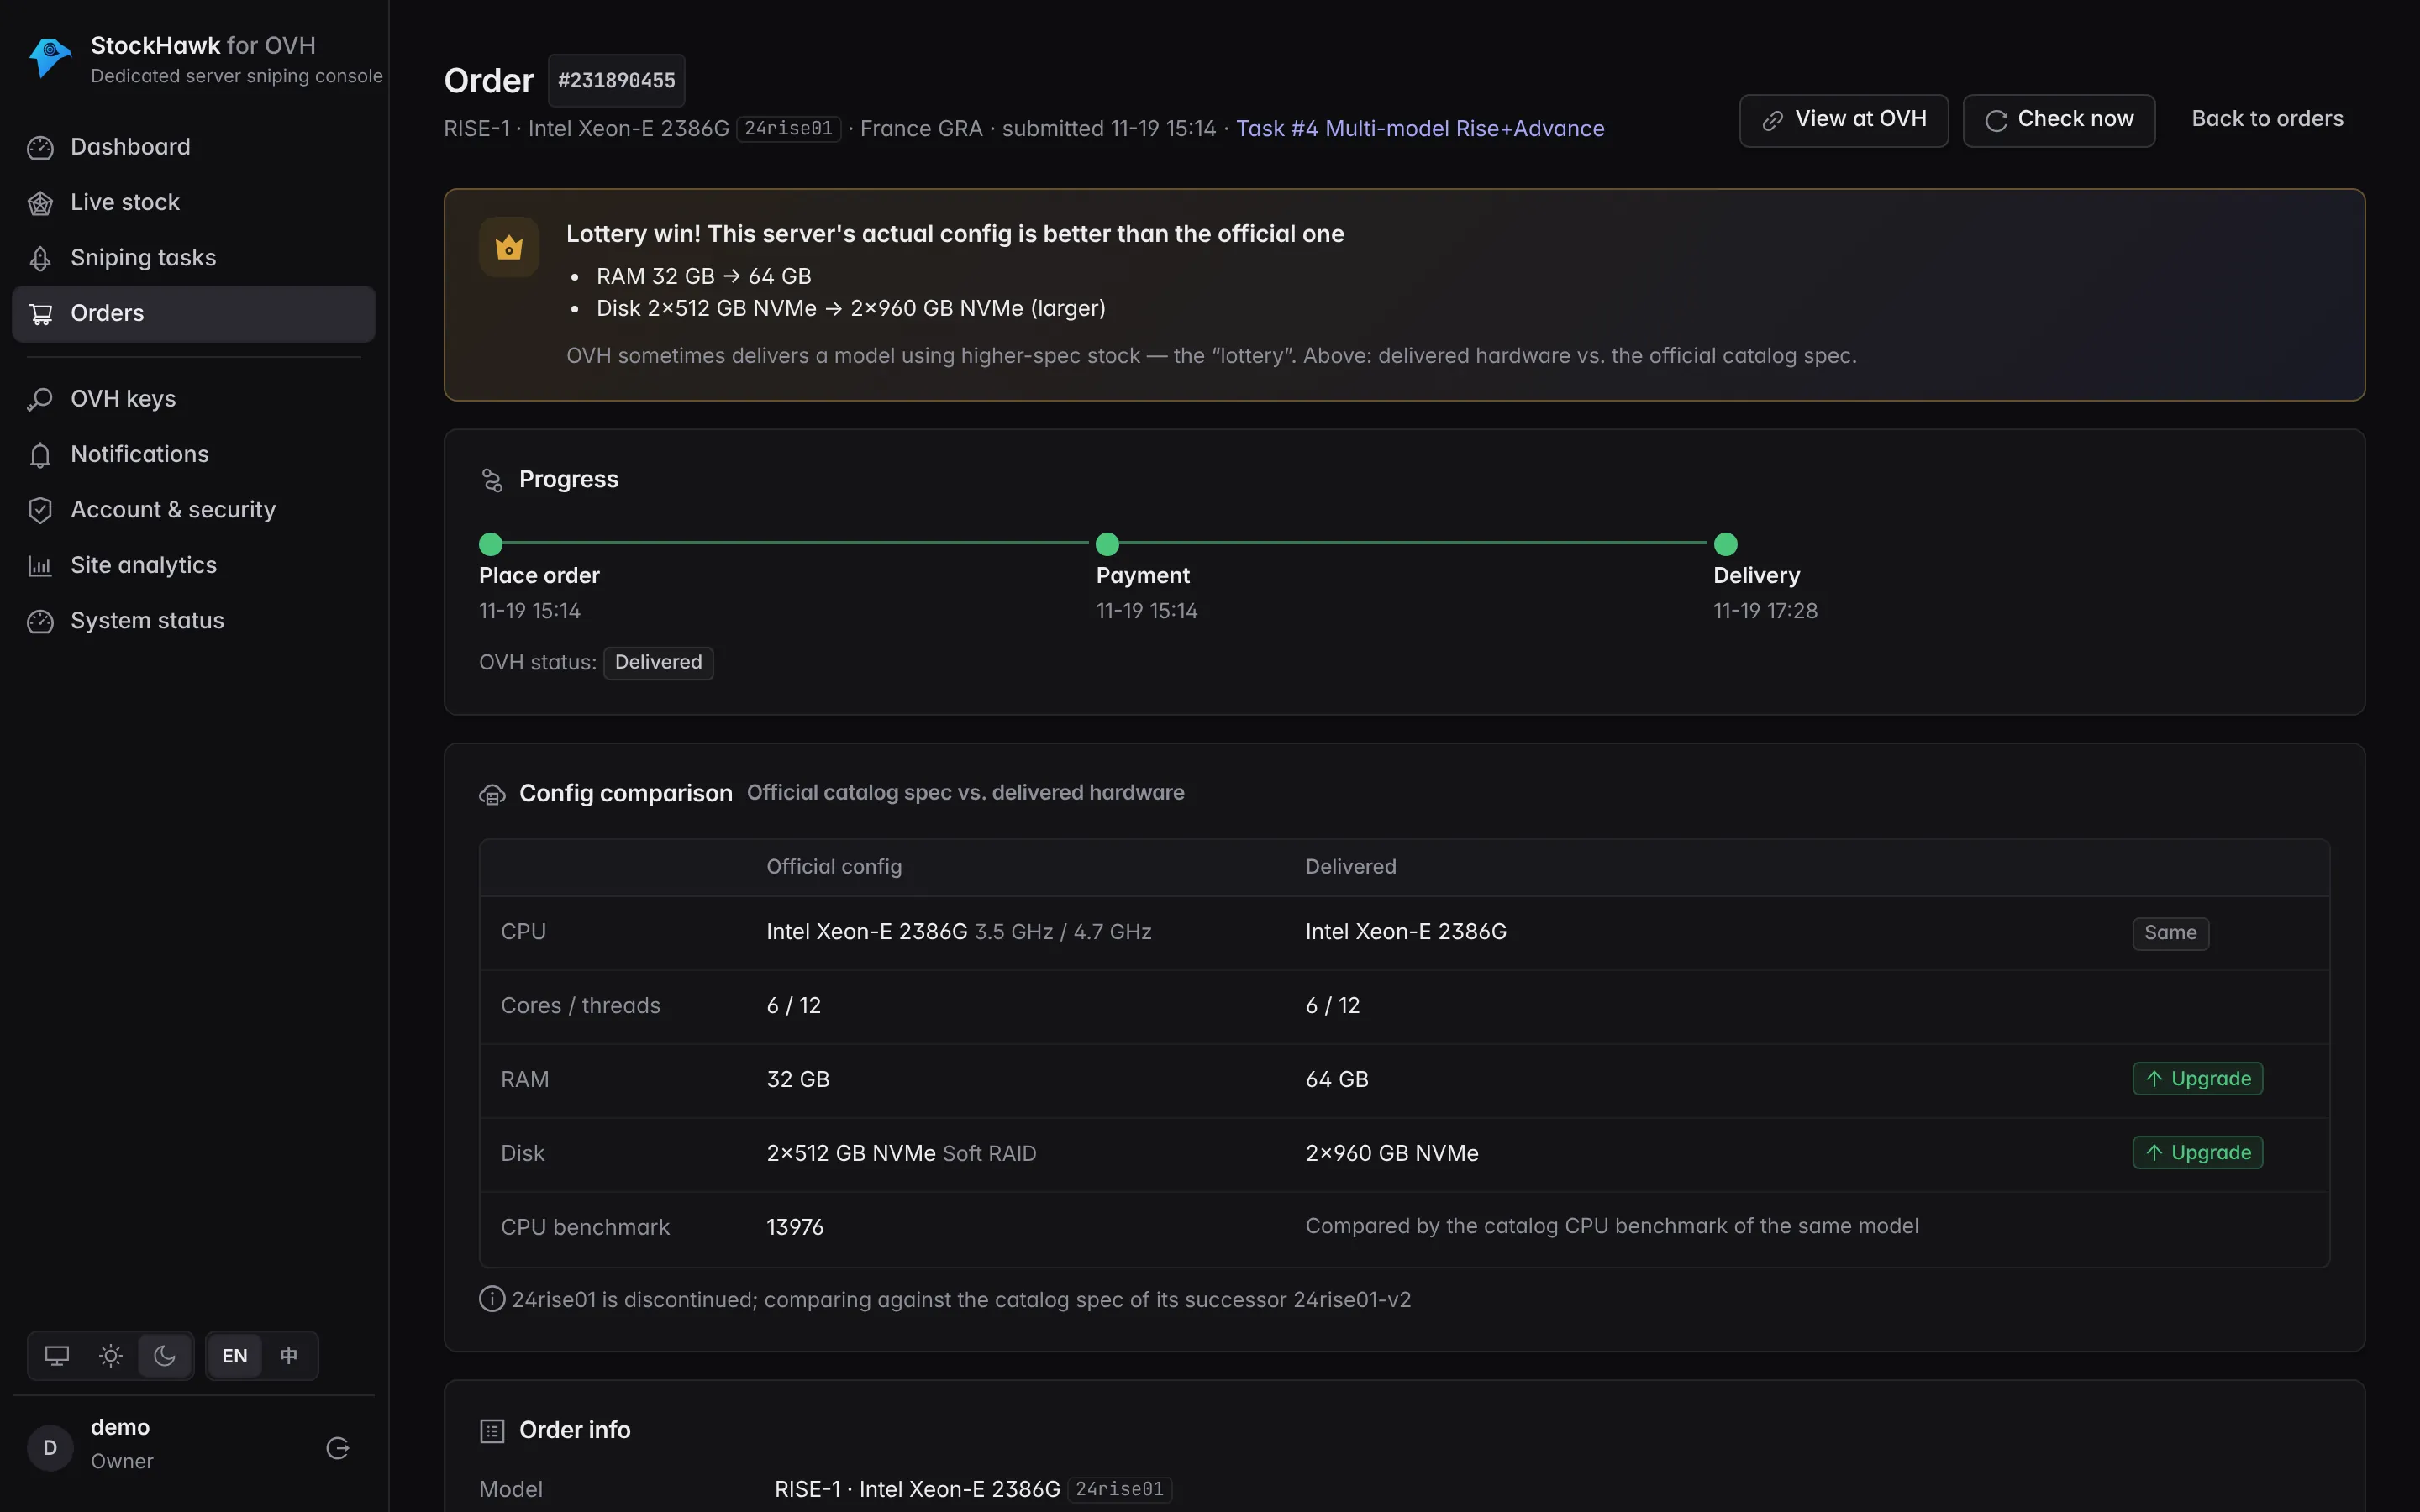 StockHawk for OVH
Dedicated server sniping console
Dashboard
Live stock
Sniping tasks
Orders
OVH keys
Notifications
Account & security
Site analytics
System status
EN 中
D
demo
Owner
Order #231890455
RISE-1 · Intel Xeon-E 2386G 24rise01 · France GRA · submitted 11-19 15:14 · Task #4 Multi-model Rise+Advance
View at OVH
Check now
Back to orders
Lottery win! This server's actual config is better than the official one
• RAM 32 GB → 64 GB
• Disk 2×512 GB NVMe → 2×960 GB NVMe (larger)
OVH sometimes delivers a model using higher-spec stock — the “lottery”. Above: delivered hardware vs. the official catalog spec.
Progress
Place order Payment Delivery
11-19 15:14 11-19 15:14 11-19 17:28
OVH status: Delivered
Config comparison Official catalog spec vs. delivered hardware
Official config Delivered
CPU Intel Xeon-E 2386G 3.5 GHz / 4.7 GHz Intel Xeon-E 2386G Same
Cores / threads 6 / 12 6 / 12
RAM 32 GB 64 GB ↑ Upgrade
Disk 2×512 GB NVMe Soft RAID 2×960 GB NVMe ↑ Upgrade
CPU benchmark 13976 Compared by the catalog CPU benchmark of the same model
24rise01 is discontinued; comparing against the catalog spec of its successor 24rise01-v2
Order info
Model RISE-1 · Intel Xeon-E 2386G 24rise01